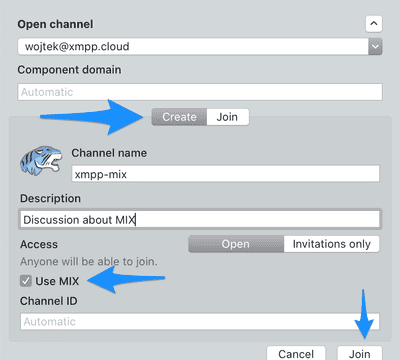 Open channel
wojtek@xmpp.cloud
Component domain
Automatic
Create Join
Channel name
xmpp-mix
Description
Discussion about MIX
Access Open Invitations only
Anyone will be able to join.
Use MIX
Channel ID
Automatic
Cancel Join